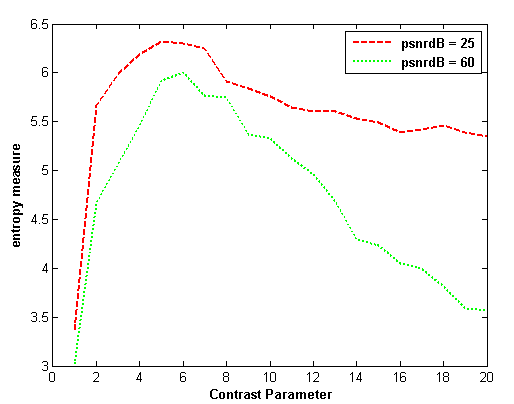 6.5
6
5.5
5
4.5
4
3.5
3
entropy measure
psnrdB = 25
psnrdB = 60
0 2 4 6 8 10 12 14 16 18 20
Contrast Parameter